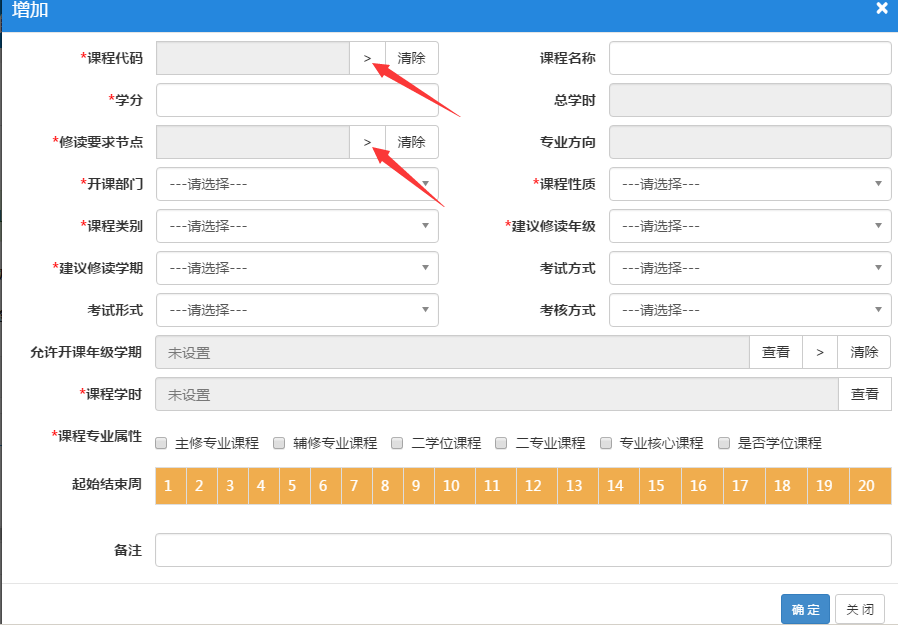 增加 ×
*课程代码 > 清除 课程名称
*学分 总学时
*修读要求节点 > 清除 专业方向
*开课部门 ---请选择--- *课程性质 ---请选择---
*课程类别 ---请选择--- *建议修读年级 ---请选择---
*建议修读学期 ---请选择--- 考试方式 ---请选择---
考试形式 ---请选择--- 考核方式 ---请选择---
允许开课年级学期 未设置 查看 > 清除
*课程学时 未设置 查看
*课程专业属性 主修专业课程 辅修专业课程 二学位课程 二专业课程 专业核心课程 是否学位课程
起始结束周 1 2 3 4 5 6 7 8 9 10 11 12 13 14 15 16 17 18 19 20
备注
确定 关闭